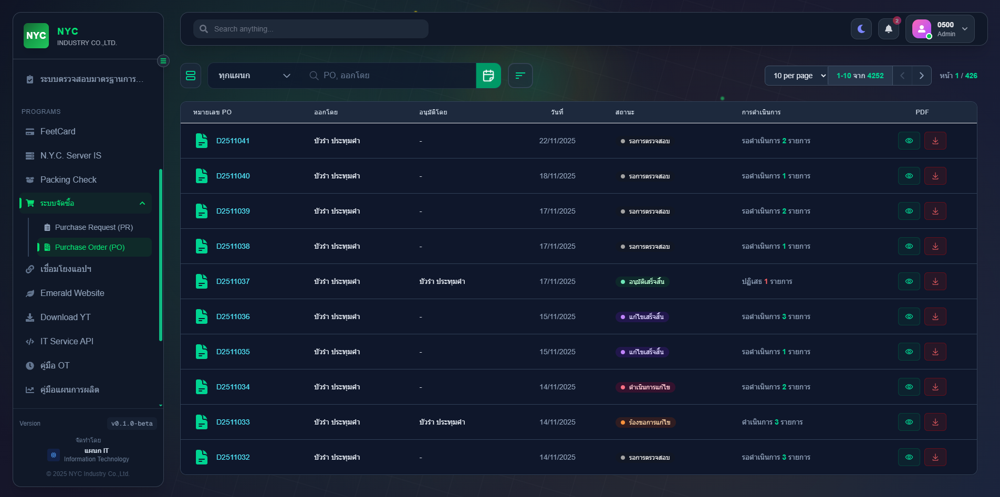 NYC
NYC
INDUSTRY CO.,LTD.
ระบบตรวจสอบมาตรฐานการ...
PROGRAMS
FeetCard
N.Y.C. Server IS
Packing Check
ระบบจัดซื้อ
Purchase Request (PR)
Purchase Order (PO)
เชื่อมโยงแอปฯ
Emerald Website
Download YT
IT Service API
คู่มือ OT
คู่มือแผนการผลิต
Version v0.1.0-beta
จัดทำโดย
แผนก IT
Information Technology
© 2025 NYC Industry Co.,Ltd.
Search anything...
2
0500
Admin
ทุกแผนก PO, ออกโดย
10 per page 1-10 จาก 4252 หน้า 1 / 426
หมายเลข PO ออกโดย อนุมัติโดย วันที่ สถานะ การดำเนินการ PDF
D2511041 บัวรำ ประทุมคำ - 22/11/2025 รอการตรวจสอบ รอดำเนินการ 2 รายการ
D2511040 บัวรำ ประทุมคำ - 18/11/2025 รอการตรวจสอบ รอดำเนินการ 1 รายการ
D2511039 บัวรำ ประทุมคำ - 17/11/2025 รอการตรวจสอบ รอดำเนินการ 2 รายการ
D2511038 บัวรำ ประทุมคำ - 17/11/2025 รอการตรวจสอบ รอดำเนินการ 1 รายการ
D2511037 บัวรำ ประทุมคำ บัวรำ ประทุมคำ 17/11/2025 อนุมัติเสร็จสิ้น ปฏิเสธ 1 รายการ
D2511036 บัวรำ ประทุมคำ - 15/11/2025 แก้ไขเสร็จสิ้น รอดำเนินการ 3 รายการ
D2511035 บัวรำ ประทุมคำ - 15/11/2025 แก้ไขเสร็จสิ้น รอดำเนินการ 1 รายการ
D2511034 บัวรำ ประทุมคำ - 14/11/2025 ดำเนินการแก้ไข รอดำเนินการ 2 รายการ
D2511033 บัวรำ ประทุมคำ บัวรำ ประทุมคำ 14/11/2025 ร้องขอการแก้ไข ดำเนินการ 3 รายการ
D2511032 บัวรำ ประทุมคำ - 14/11/2025 รอการตรวจสอบ รอดำเนินการ 3 รายการ